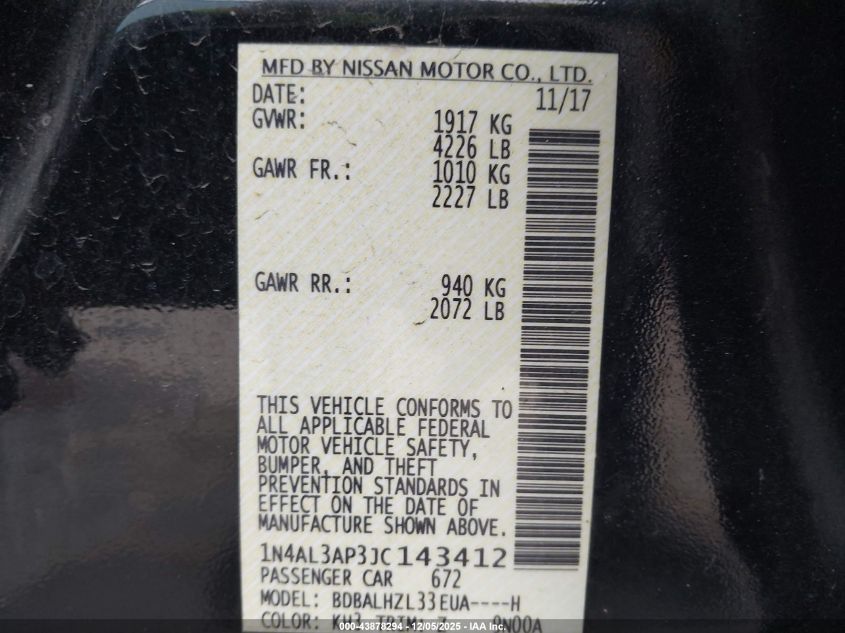 MFD BY NISSAN MOTOR CO., LTD.
DATE: 11/17
GVWR: 1917 KG
4226 LB
GAWR FR.: 1010 KG
2227 LB
GAWR RR.: 940 KG
2072 LB
THIS VEHICLE CONFORMS TO
ALL APPLICABLE FEDERAL
MOTOR VEHICLE SAFETY,
BUMPER, AND THEFT
PREVENTION STANDARDS IN
EFFECT ON THE DATE OF
MANUFACTURE SHOWN ABOVE.
1N4AL3AP3JC143412
PASSENGER CAR 672
MODEL: BDBALHZL33EUA----H
COLOR: KH3 TRIM:
000-43878294 - 12/05/2025 - IAA Inc.